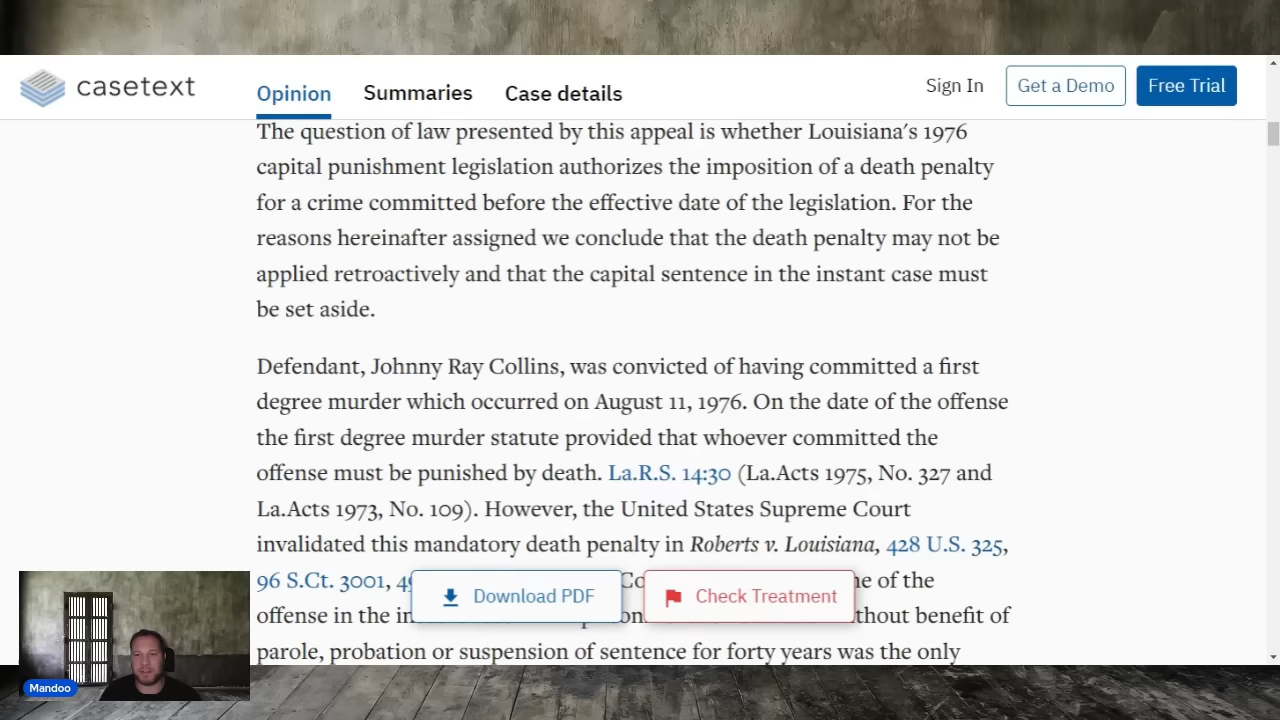 casetext
Opinion
Summaries
Case details
Sign In
Get a Demo
Free Trial
The question of law presented by this appeal is whether Louisiana's 1976
capital punishment legislation authorizes the imposition of a death penalty
for a crime committed before the effective date of the legislation. For the
reasons hereinafter assigned we conclude that the death penalty may not be
applied retroactively and that the capital sentence in the instant case must
be set aside.
Defendant, Johnny Ray Collins, was convicted of having committed a first
degree murder which occurred on August 11, 1976. On the date of the offense
the first degree murder statute provided that whoever committed the
offense must be punished by death. La.R.S. 14:30 (La.Acts 1975, No. 327 and
La.Acts 1973, No. 109). However, the United States Supreme Court
invalidated this mandatory death penalty in Roberts v. Louisiana, 428 U.S. 325,
96 S.Ct. 3001, of the
Download PDF
Check Treatment
offense in the benefit of
parole, probation or suspension of sentence for forty years was the only
Mandoo